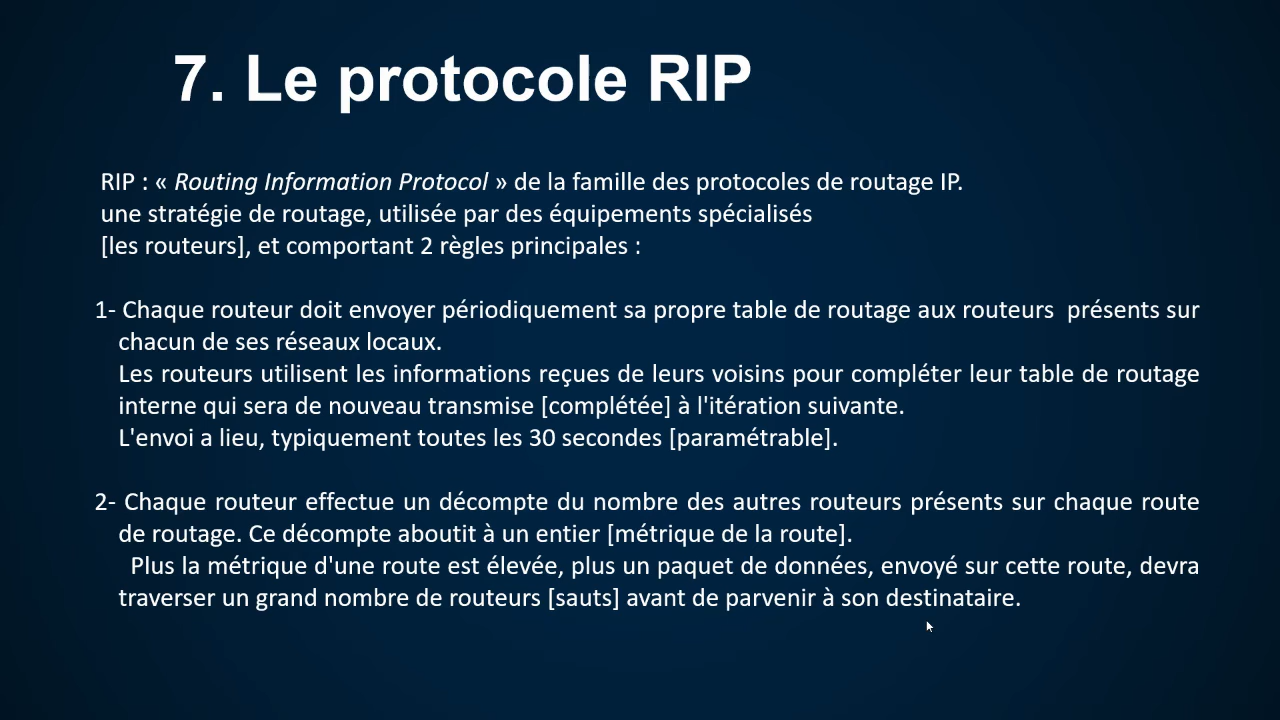 7. Le protocole RIP
RIP : « Routing Information Protocol » de la famille des protocoles de routage IP.
une stratégie de routage, utilisée par des équipements spécialisés
[les routeurs], et comportant 2 règles principales :
1- Chaque routeur doit envoyer périodiquement sa propre table de routage aux routeurs  présents sur
chacun de ses réseaux locaux.
Les routeurs utilisent les informations reçues de leurs voisins pour compléter leur table de routage
interne qui sera de nouveau transmise [complétée] à l'itération suivante.
L'envoi a lieu, typiquement toutes les 30 secondes [paramétrable].
2- Chaque routeur effectue un décompte du nombre des autres routeurs présents sur chaque route
de routage. Ce décompte aboutit à un entier [métrique de la route].
Plus la métrique d'une route est élevée, plus un paquet de données, envoyé sur cette route, devra
traverser un grand nombre de routeurs [sauts] avant de parvenir à son destinataire.